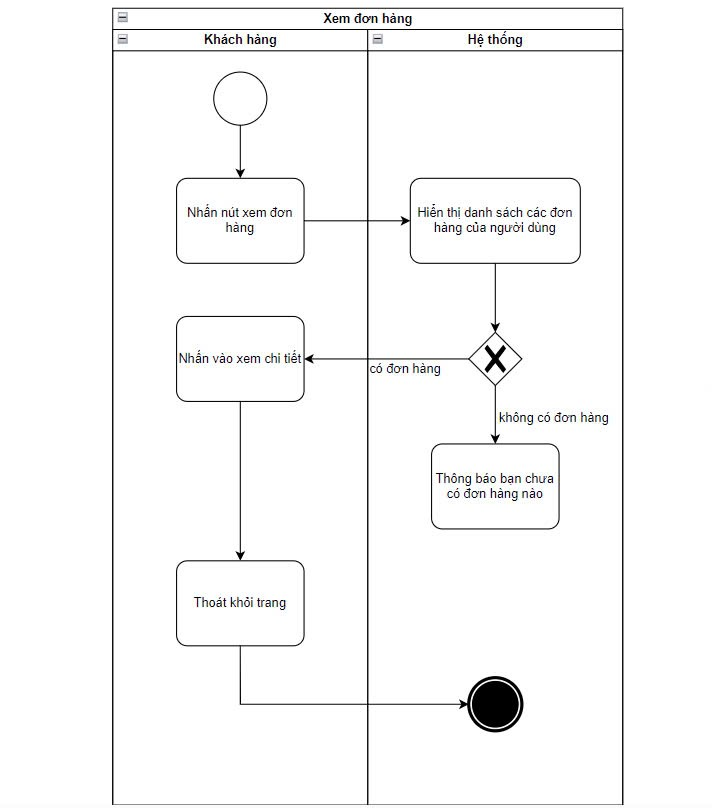 Xem đơn hàng
Khách hàng
Hệ thống
Nhấn nút xem đơn
hàng
Hiển thị danh sách các đơn
hàng của người dùng
Nhấn vào xem chi tiết
có đơn hàng
không có đơn hàng
Thông báo bạn chưa
có đơn hàng nào
Thoát khỏi trang